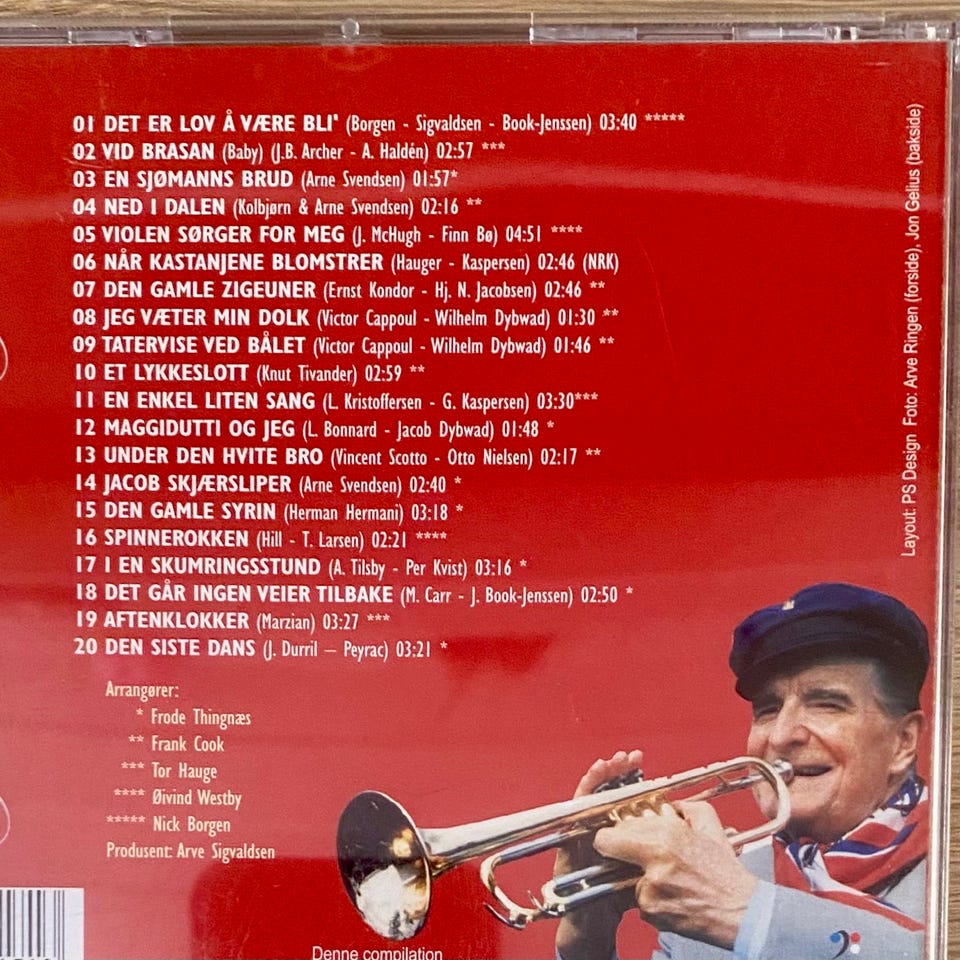 01 DET ER LOV Å VÆRE BLI' (Borgen - Sigvaldsen - Book-Jenssen) 03:40 *****
02 VID BRASAN (Baby) (J.B. Archer - A. Haldén) 02:57 ***
03 EN SJØMANNS BRUD (Arne Svendsen) 01:57*
04 NED I DALEN (Kolbjørn & Arne Svendsen) 02:16 **
05 VIOLEN SØRGER FOR MEG (J. McHugh - Finn Bø) 04:51 ****
06 NÅR KASTANJENE BLOMSTRER (Hauger - Kaspersen) 02:46 (NRK)
07 DEN GAMLE ZIGEUNER (Ernst Kondor - Hj. N. Jacobsen) 02:46 **
08 JEG VÆTER MIN DOLK (Victor Cappoul - Wilhelm Dybwad) 01:30 **
09 TATERVISE VED BÅLET (Victor Cappoul - Wilhelm Dybwad) 01:46 **
10 ET LYKKESLOTT (Knut Tivander) 02:59 **
11 EN ENKEL LITEN SANG (L. Kristoffersen - G. Kaspersen) 03:30***
12 MAGGIDUTTI OG JEG (L. Bonnard - Jacob Dybwad) 01:48 *
13 UNDER DEN HVITE BRO (Vincent Scotto - Otto Nielsen) 02:17 **
14 JACOB SKJÆRSLIPER (Arne Svendsen) 02:40 *
15 DEN GAMLE SYRIN (Herman Hermani) 03:18 *
16 SPINNEROKKEN (Hill - T. Larsen) 02:21 ****
17 I EN SKUMRINGSSTUND (A. Tilsby - Per Kvist) 03:16 *
18 DET GÅR INGEN VEIER TILBAKE (M. Carr - J. Book-Jenssen) 02:50 *
19 AFTENKLOKKER (Marzian) 03:27 ***
20 DEN SISTE DANS (J. Durril – Peyrac) 03:21 *
Arrangører:
* Frode Thingnæs
** Frank Cook
*** Tor Hauge
**** Øivind Westby
***** Nick Borgen
Produsent: Arve Sigvaldsen
Denne compilation
Layout: PS Design Foto: Arve Ringen (forside), Jon Gelius (bakside)